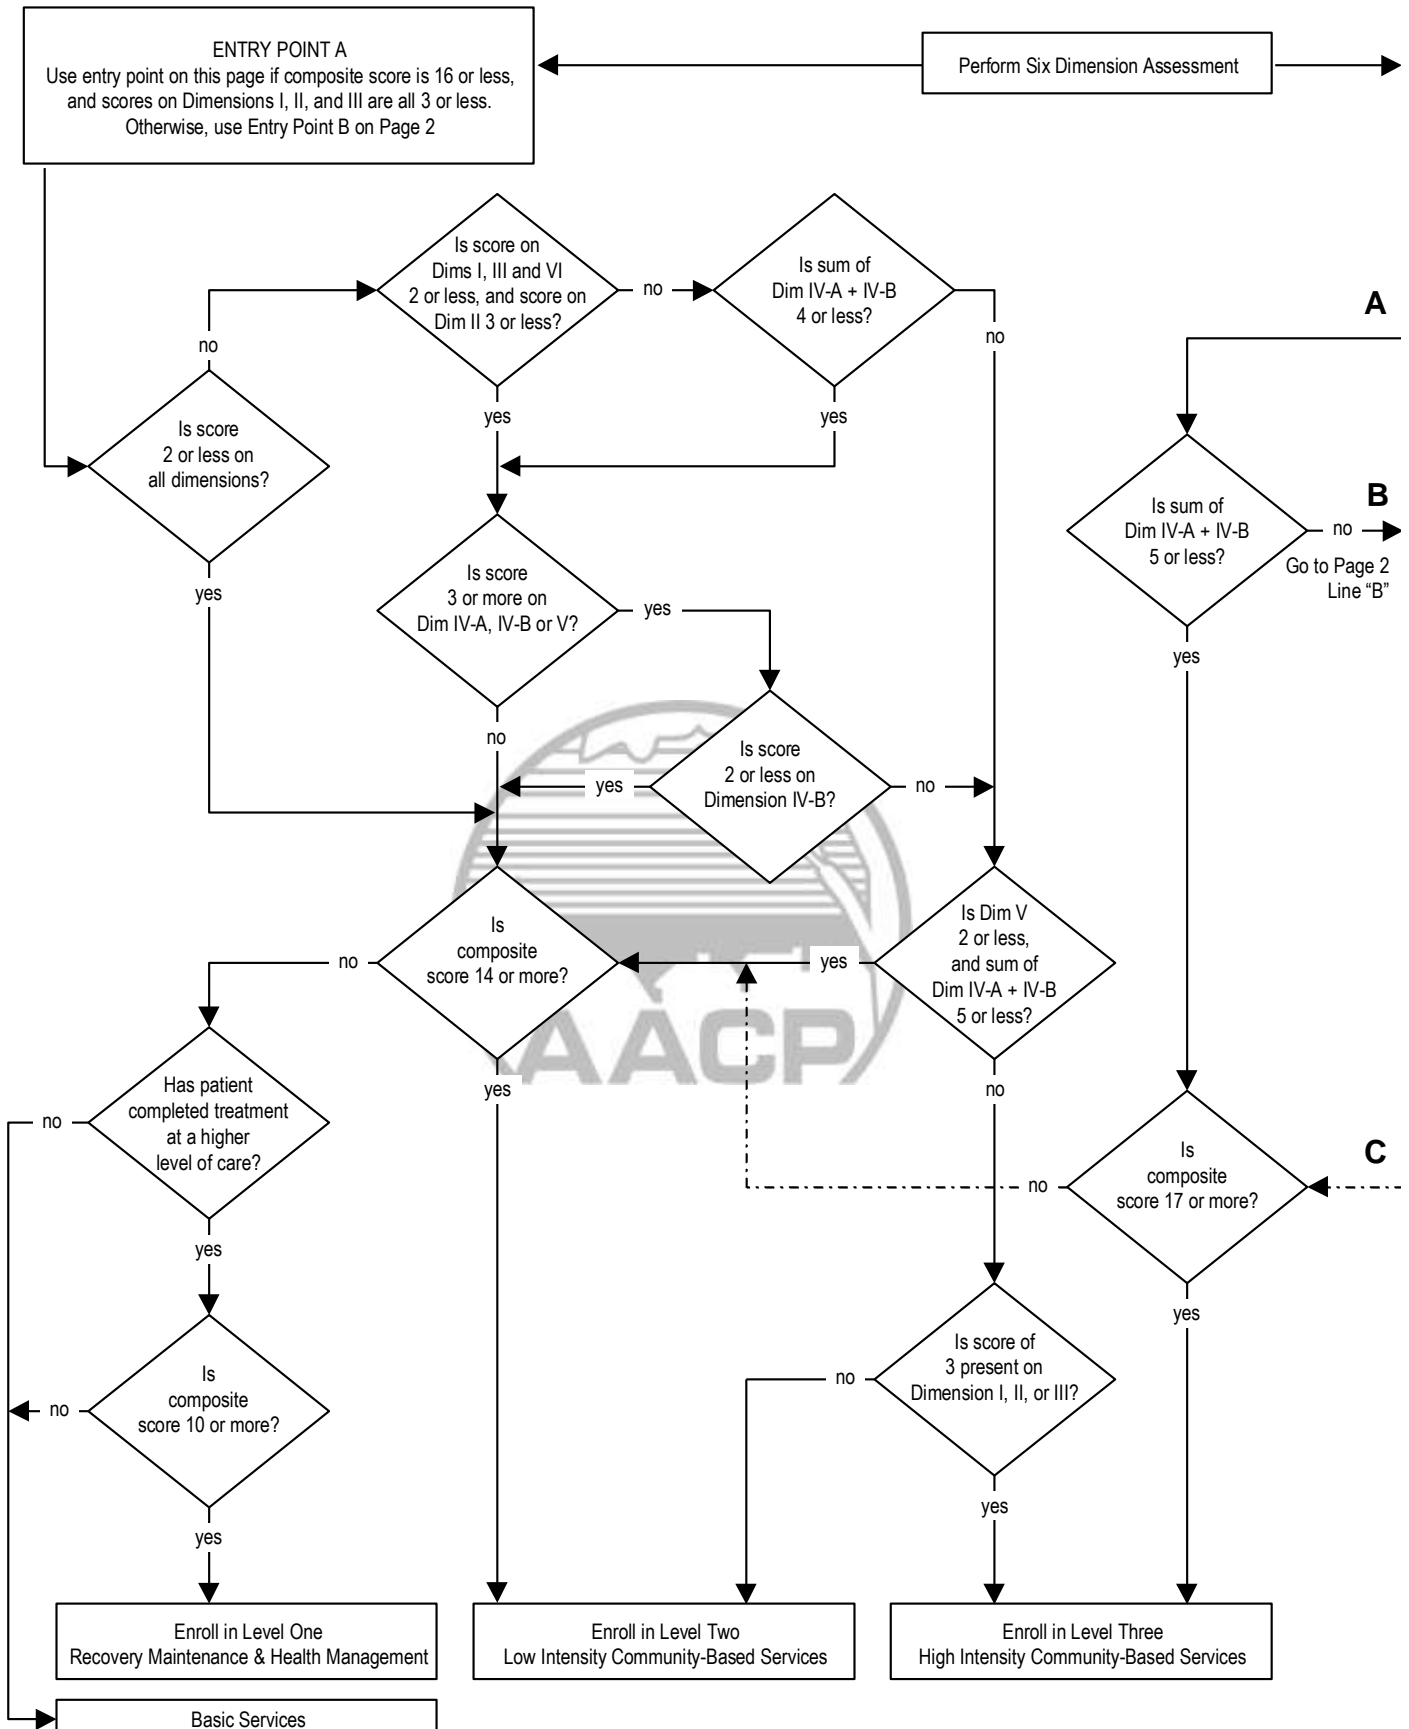 ENTRY POINT A
Use entry point on this page if composite score is 16 or less,
and scores on Dimensions I, II, and III are all 3 or less.
Otherwise, use Entry Point B on Page 2
Perform Six Dimension Assessment
Is score on
Dims I, III and VI
2 or less, and score on
Dim II 3 or less?
no
Is sum of
Dim IV-A + IV-B
4 or less?
no
A
no
yes
yes
Is score
2 or less on
all dimensions?
yes
Is sum of
Dim IV-A + IV-B
5 or less?
no
B
Go to Page 2
Line “B”
yes
Is score
3 or more on
Dim IV-A, IV-B or V?
yes
no
Is score
2 or less on
Dimension IV-B?
yes
no
Is
composite
score 14 or more?
no
yes
Is Dim V
2 or less,
and sum of
Dim IV-A + IV-B
5 or less?
yes
no
AACP
Has patient
completed treatment
at a higher
level of care?
no
yes
Is
composite
score 17 or more?
no
C
yes
Is
composite
score 10 or more?
no
yes
Is score of
3 present on
Dimension I, II, or III?
no
yes
Enroll in Level One
Recovery Maintenance & Health Management
Enroll in Level Two
Low Intensity Community-Based Services
Enroll in Level Three
High Intensity Community-Based Services
Basic Services